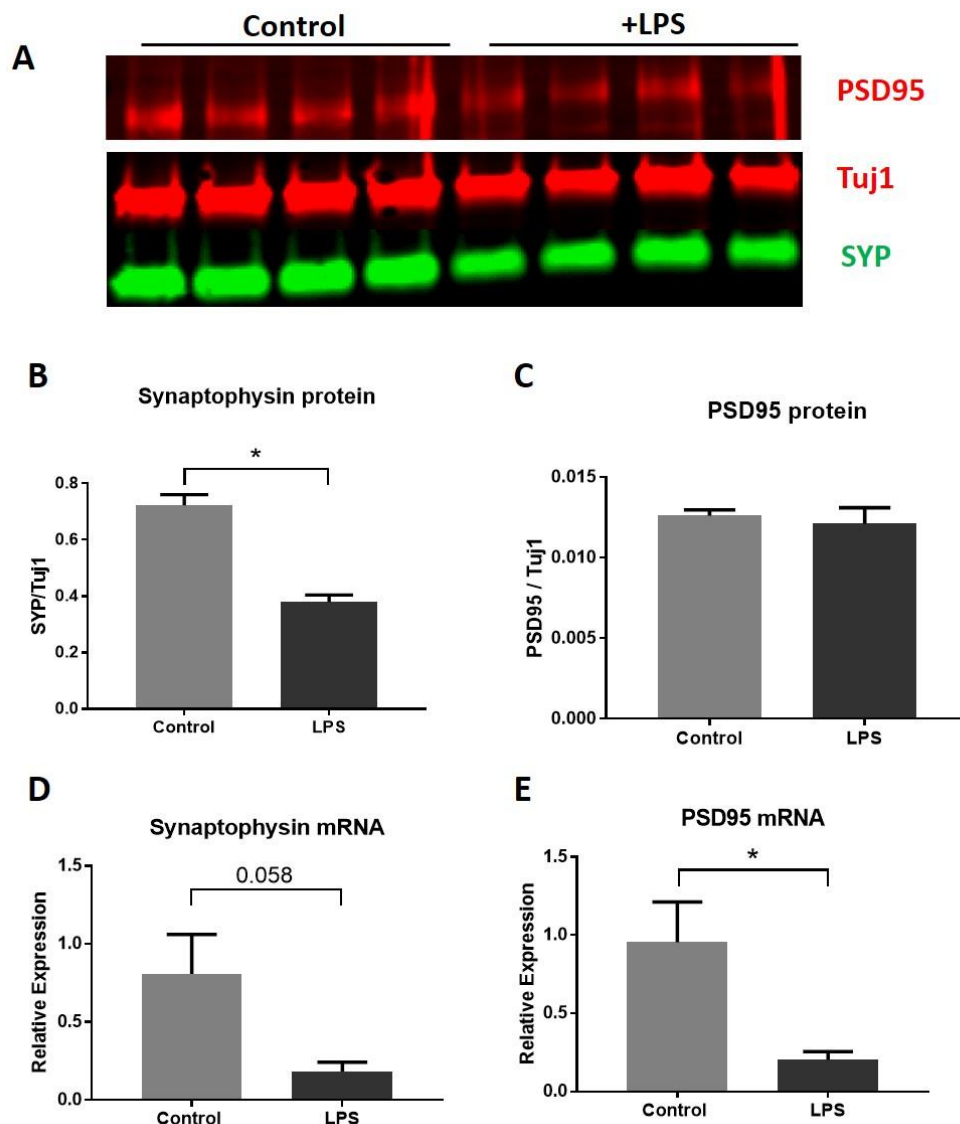 Control +LPS
A
PSD95
Tuj1
SYP
B
Synaptophysin protein
*
0.8
0.6
0.4
0.2
0.0
SYP/Tuj1
Control LPS
C
PSD95 protein
0.015
0.010
0.005
0.000
PSD95 / Tuj1
Control LPS
D
Synaptophysin mRNA
0.058
1.5
1.0
0.5
0.0
Relative Expression
Control LPS
E
PSD95 mRNA
*
1.5
1.0
0.5
0.0
Relative Expression
Control LPS